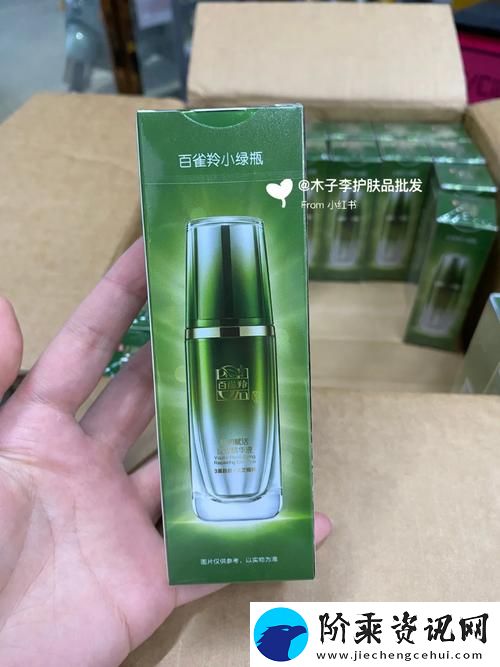 百雀羚小绿瓶
@木子李护肤品批发
From 小红书
百雀羚
图片仅供参考，以实物为准
阶乘资讯网
www.jiechengcehui.com